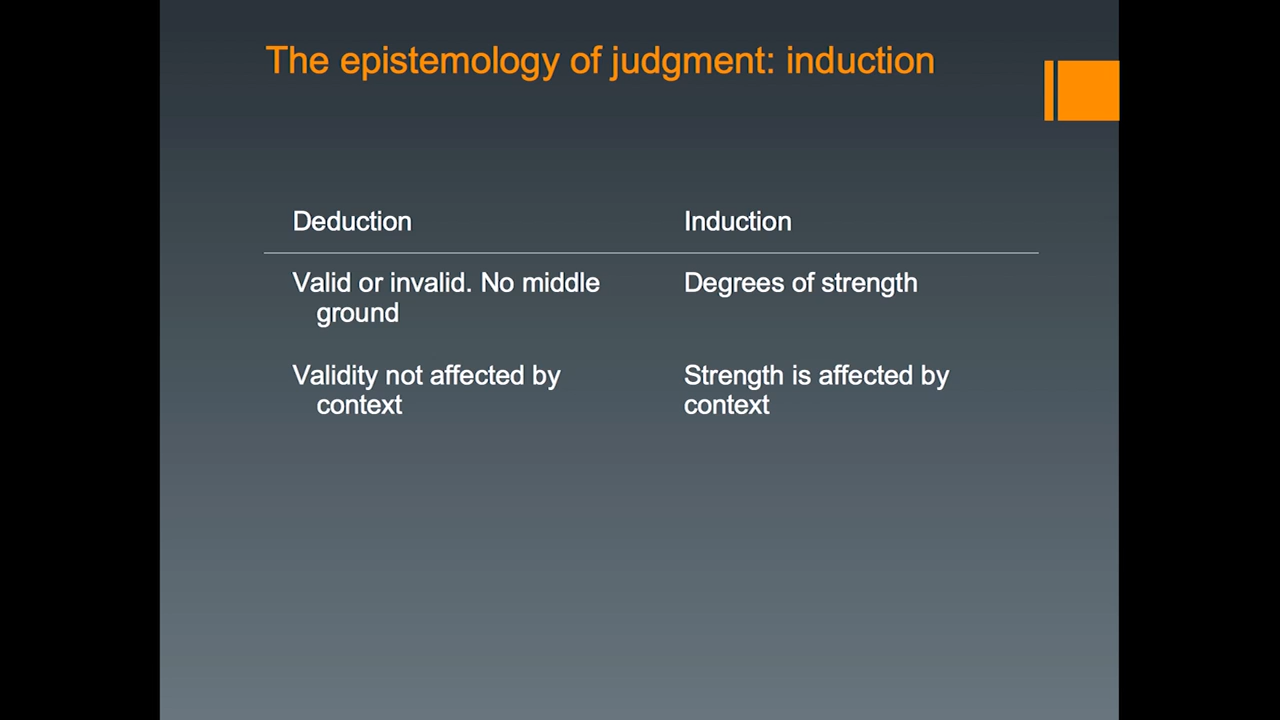 The epistemology of judgment: induction
Deduction
Induction
Valid or invalid. No middle
ground
Degrees of strength
Validity not affected by
context
Strength is affected by
context